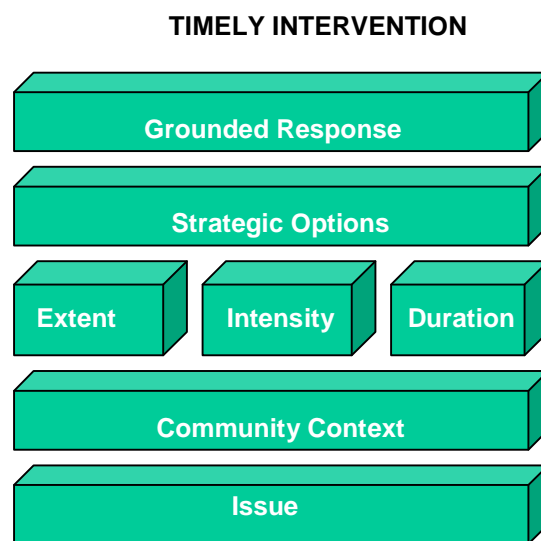 TIMELY INTERVENTION
Grounded Response
Strategic Options
Extent Intensity Duration
Community Context
Issue